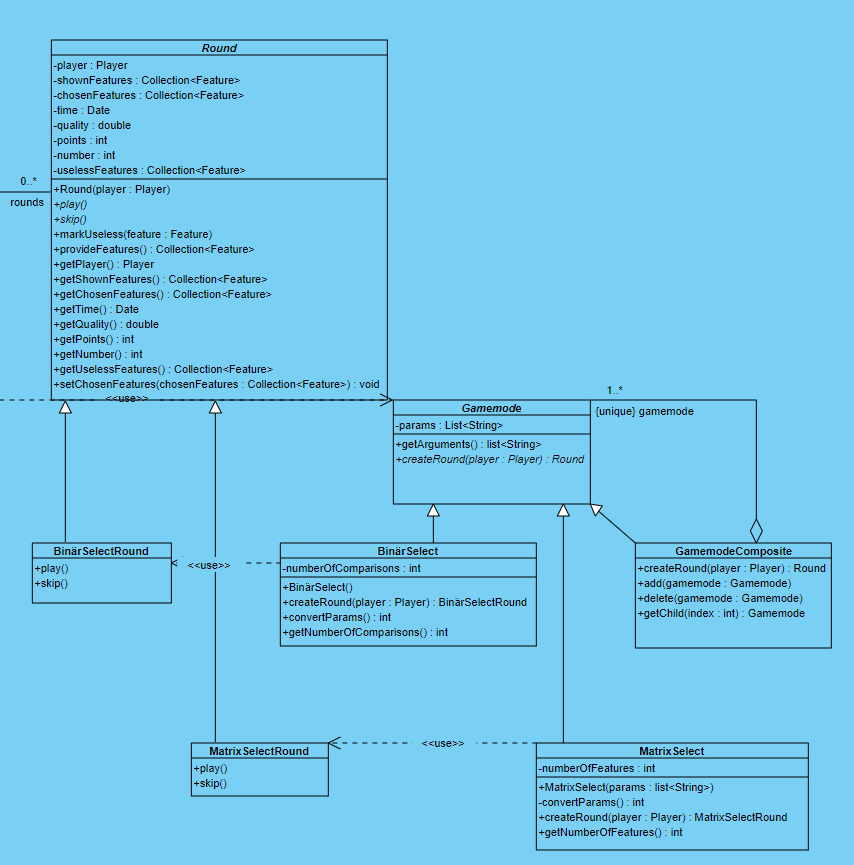 Round
-player : Player
-shownFeatures : Collection<Feature>
-chosenFeatures : Collection<Feature>
-time : Date
-quality : double
-points : int
-number : int
-uselessFeatures : Collection<Feature>
0..*
rounds
+Round(player : Player)
+play()
+skip()
+markUseless(feature : Feature)
+provideFeatures() : Collection<Feature>
+getPlayer() : Player
+getShownFeatures() : Collection<Feature>
+getChosenFeatures() : Collection<Feature>
+getTime() : Date
+getQuality() : double
+getPoints() : int
+getNumber() : int
+getUselessFeatures() : Collection<Feature>
+setChosenFeatures(chosenFeatures : Collection<Feature>) : void
<<use>>
1..*
{unique} gamemode
Gamemode
-params : List<String>
+getArguments() : list<String>
+createRound(player : Player) : Round
BinärSelectRound
+play()
+skip()
<<use>>
BinärSelect
-numberOfComparisons : int
+BinärSelect()
+createRound(player : Player) : BinärSelectRound
+convertParams() : int
+getNumberOfComparisons() : int
GamemodeComposite
+createRound(player : Player) : Round
+add(gamemode : Gamemode)
+delete(gamemode : Gamemode)
+getChild(index : int) : Gamemode
MatrixSelectRound
+play()
+skip()
<<use>>
MatrixSelect
-numberOfFeatures : int
+MatrixSelect(params : list<String>)
-convertParams() : int
+createRound(player : Player) : MatrixSelectRound
+getNumberOfFeatures() : int